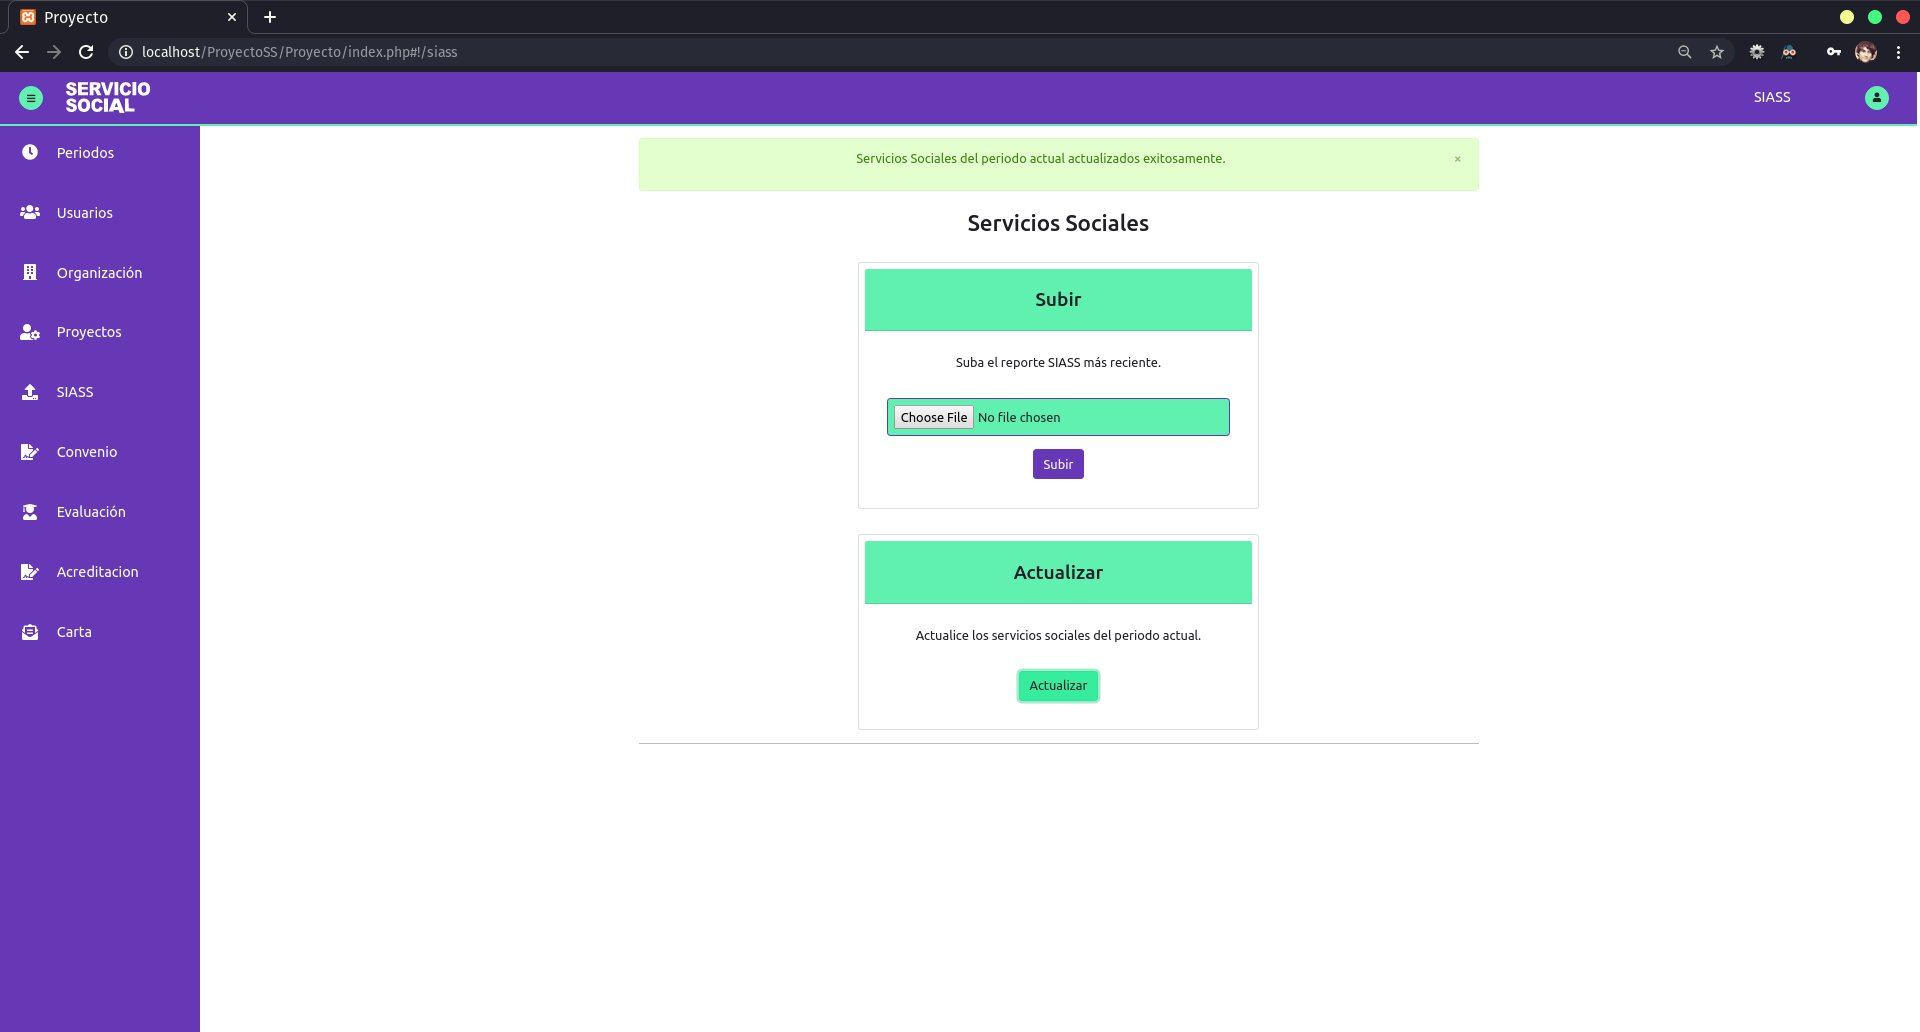 Proyecto
localhost/ProyectoSS/Proyecto/index.php#!/siass
SERVICIO
SOCIAL
SIASS
Periodos
Usuarios
Organización
Proyectos
SIASS
Convenio
Evaluación
Acreditacion
Carta
Servicios Sociales del periodo actual actualizados exitosamente.
×
Servicios Sociales
Subir
Suba el reporte SIASS más reciente.
Choose File No file chosen
Subir
Actualizar
Actualice los servicios sociales del periodo actual.
Actualizar